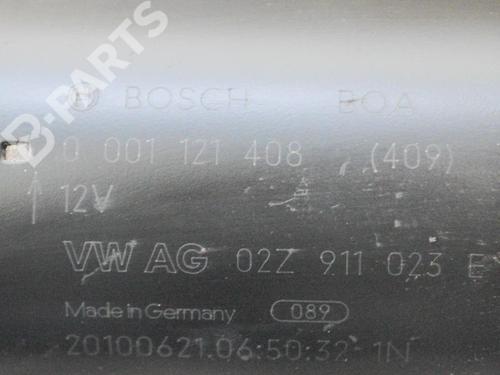 B-PARTS
BOSCH BOA
0 001 121 408 (409)
12V
VW AG 02Z 911 023 E
Made in Germany 089
20100621.06:50:32-1N